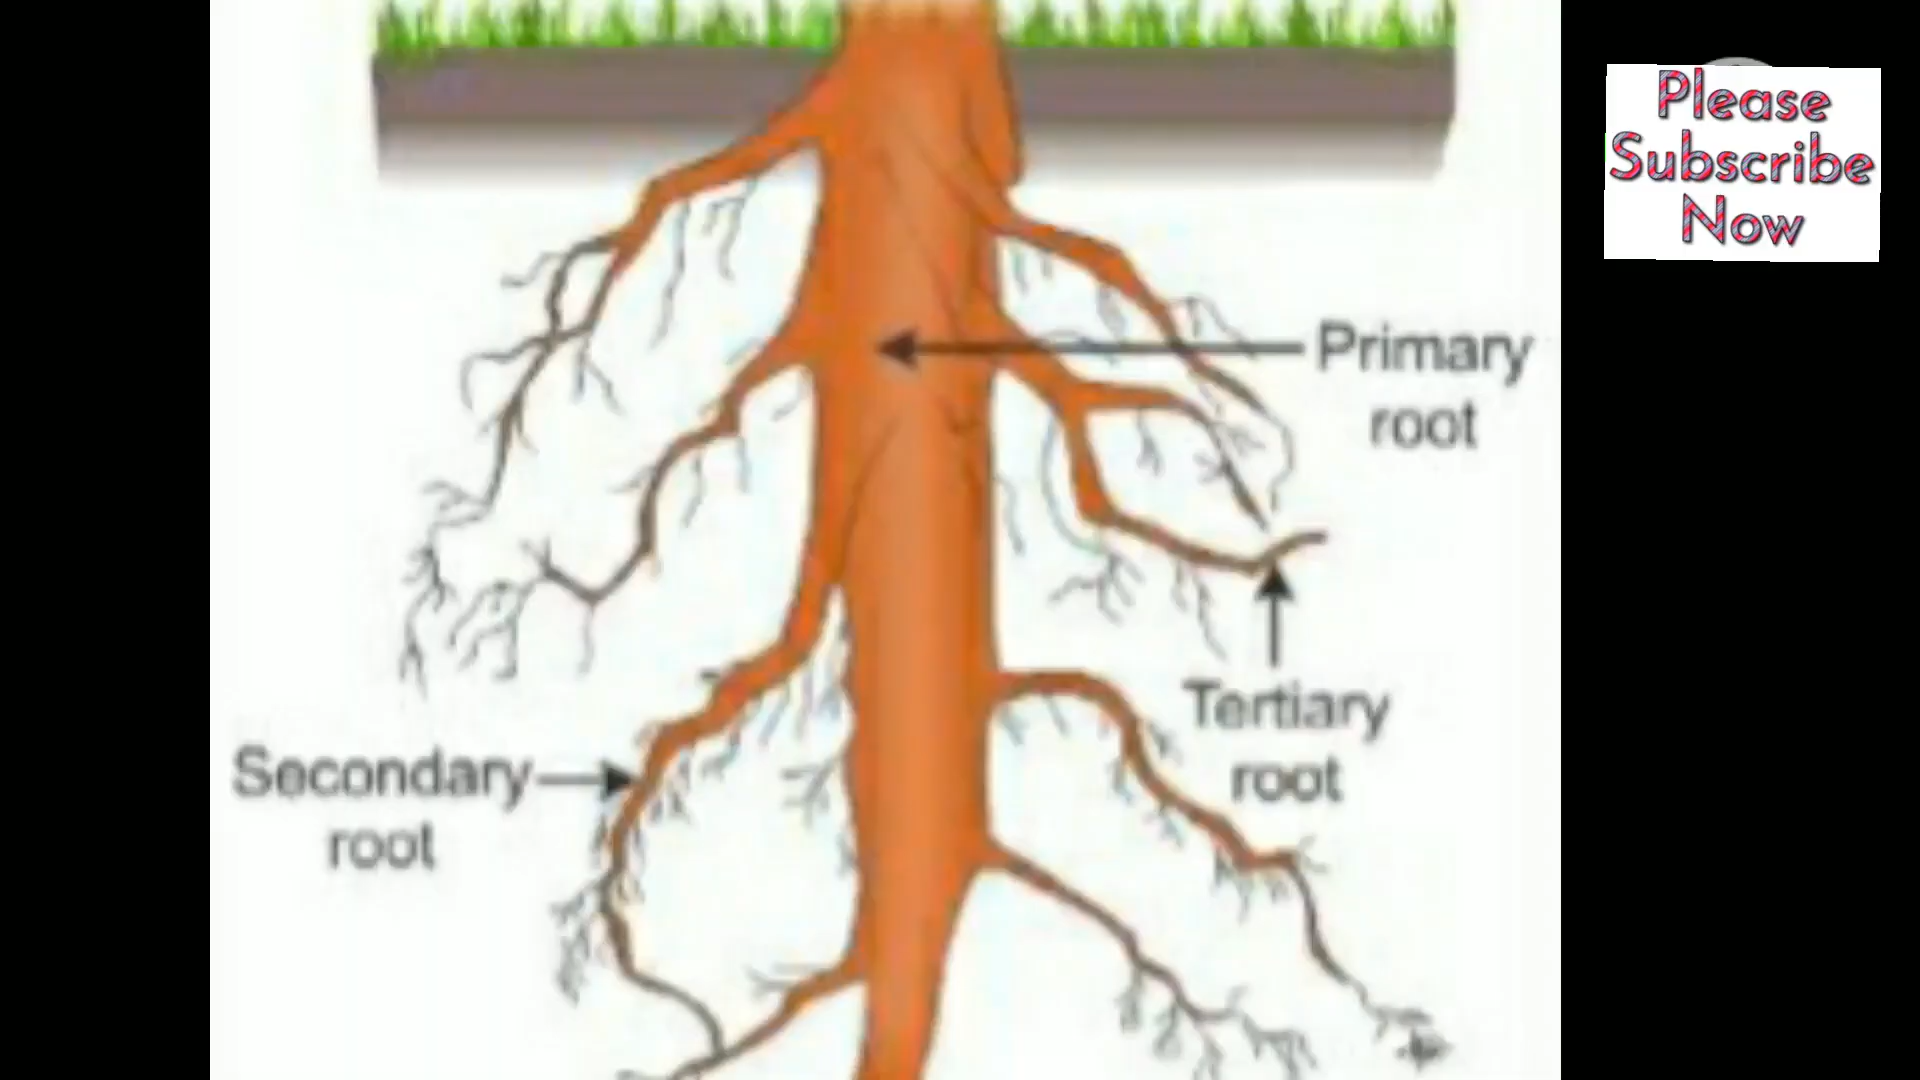 Please
Subscribe
Now
Primary
root
Tertiary
root
Secondary
root